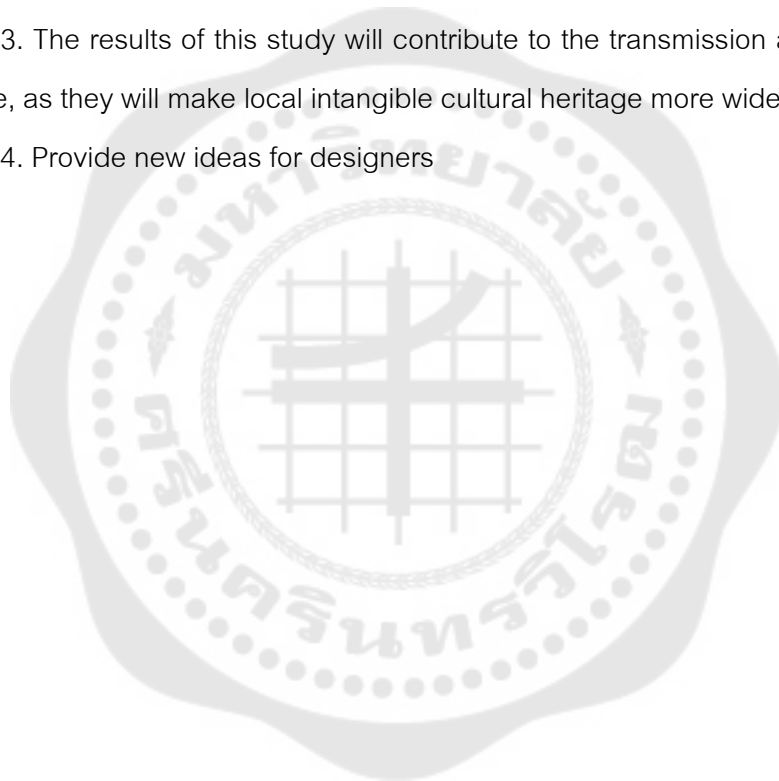 3. The results of this study will contribute to the transmission a
e, as they will make local intangible cultural heritage more wide
4. Provide new ideas for designers
มหาวิทยาลัย
ศรีนครินทรวิโรฒ